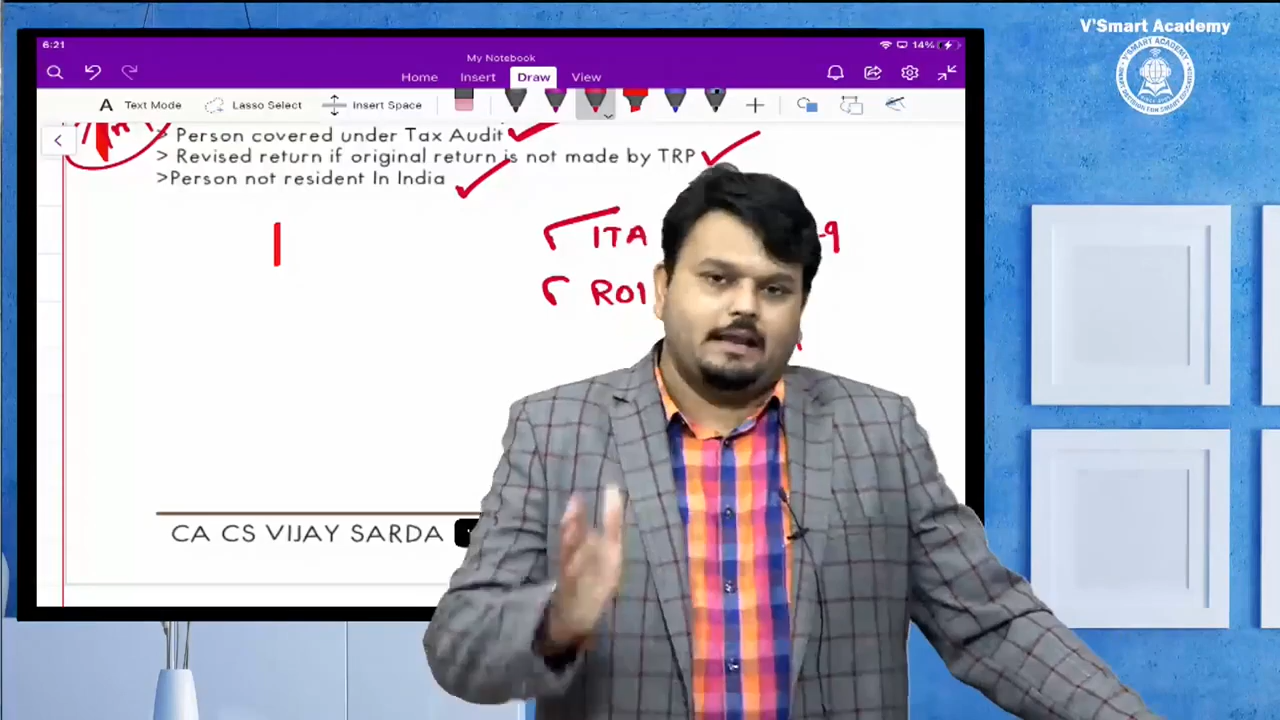 V'Smart Academy
6:21
14%
My Notebook
Home Insert Draw View
A Text Mode Lasso Select Insert Space
> Person covered under Tax Audit
> Revised return if original return is not made by TRP
>Person not resident In India
ITA
ROI
CA CS VIJAY SARDA